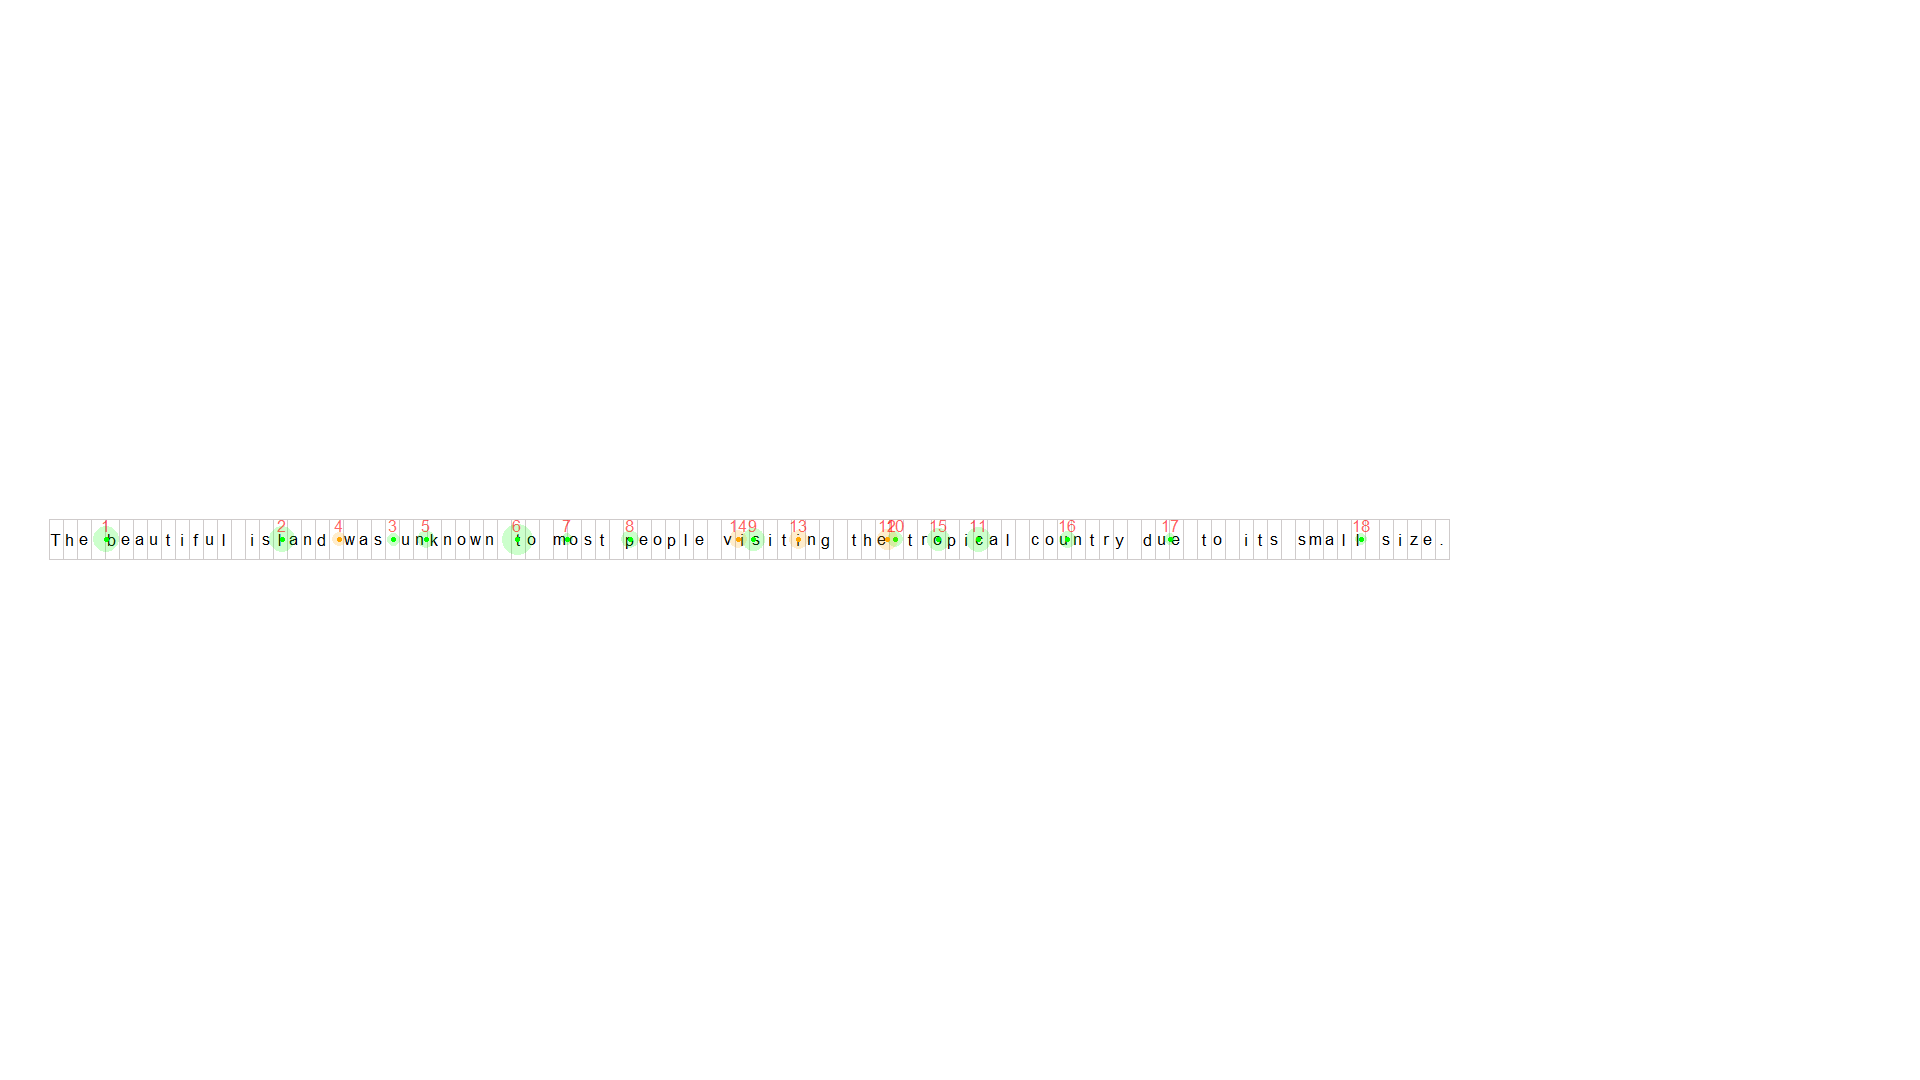 1 2 4 3 5 6 7 8 14 9 13 12 10 15 11 16 17 18
The beautiful island was unknown to most people visiting the tropical country due to its small size.